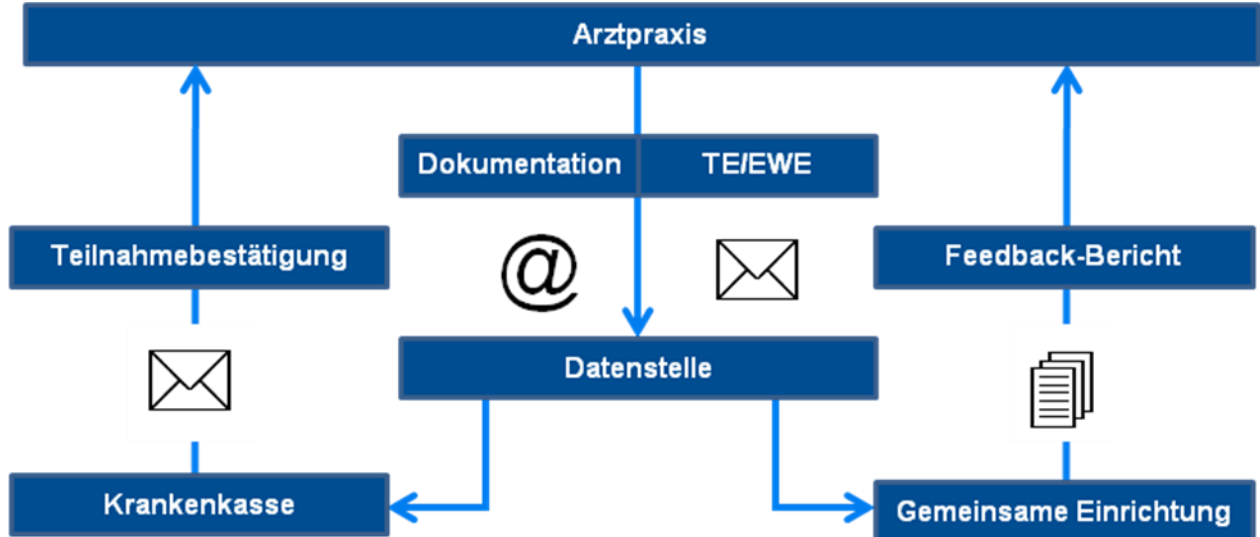 Arztpraxis
Dokumentation
TE/EWE
Teilnahmebestätigung
Feedback-Bericht
@
Datenstelle
Krankenkasse
Gemeinsame Einrichtung